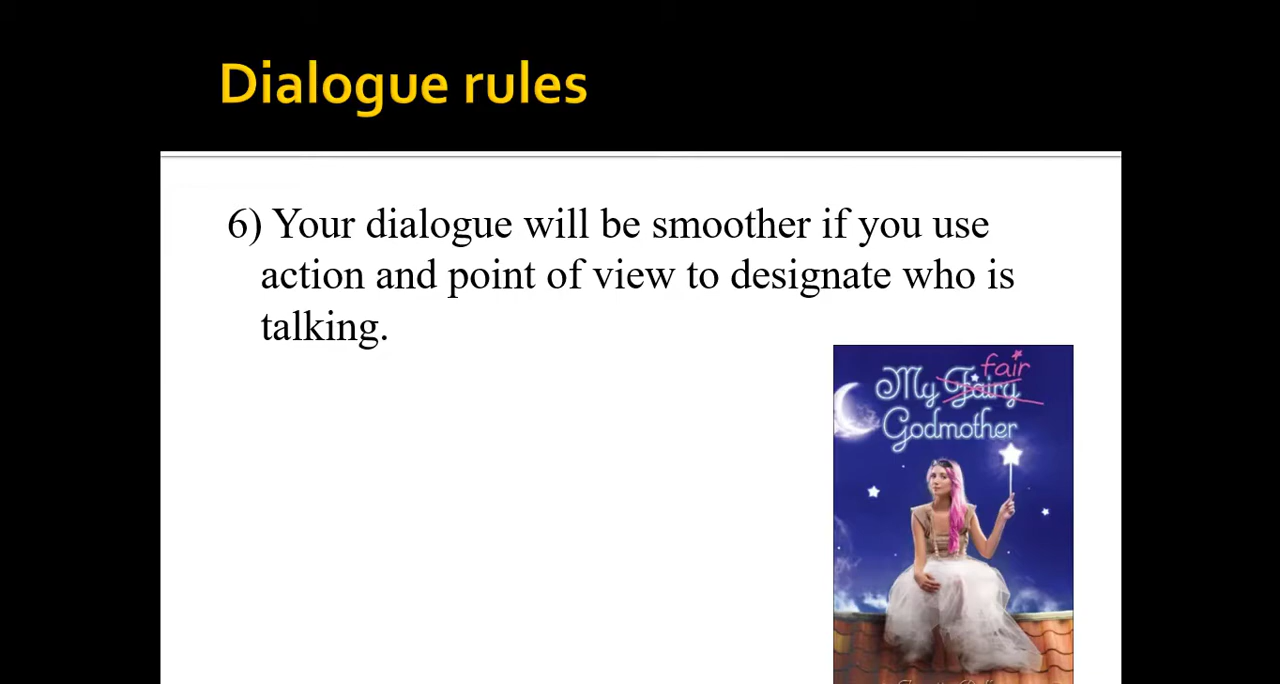 Dialogue rules
6) Your dialogue will be smoother if you use
action and point of view to designate who is
talking.
fair
My Fairy
Godmother